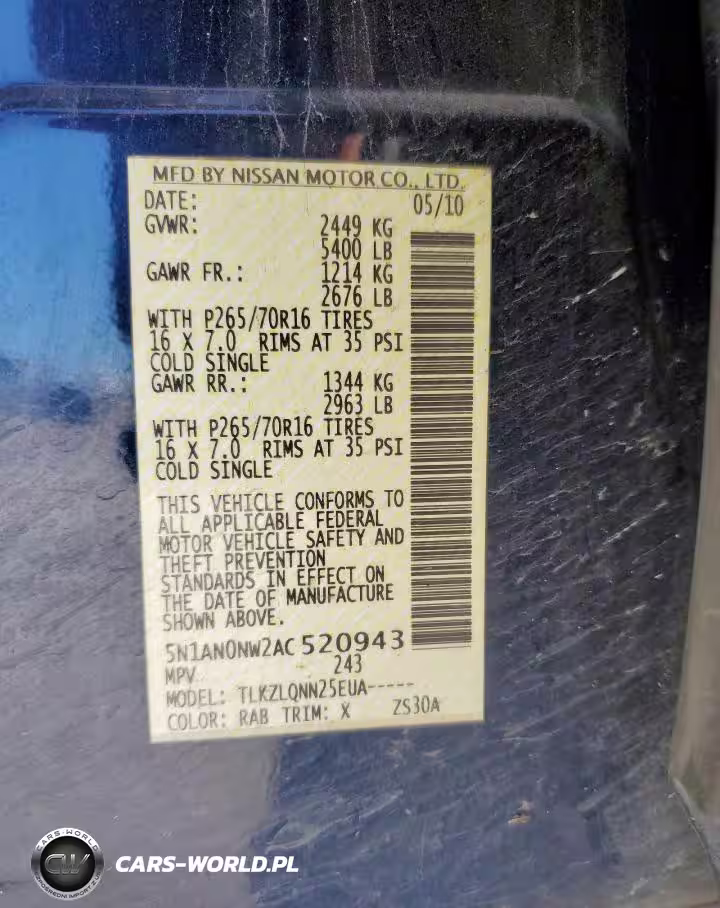 MFD BY NISSAN MOTOR CO., LTD.
DATE: 05/10
GVWR: 2449 KG
5400 LB
GAWR FR.: 1214 KG
2676 LB
WITH P265/70R16 TIRES
16 X 7.0 RIMS AT 35 PSI
COLD SINGLE
GAWR RR.: 1344 KG
2963 LB
WITH P265/70R16 TIRES
16 X 7.0 RIMS AT 35 PSI
COLD SINGLE
THIS VEHICLE CONFORMS TO
ALL APPLICABLE FEDERAL
MOTOR VEHICLE SAFETY AND
THEFT PREVENTION
STANDARDS IN EFFECT ON
THE DATE OF MANUFACTURE
SHOWN ABOVE.
5N1AN0NW2AC520943
MPV 243
MODEL: TLKZLQNN25EUA-----
COLOR: RAB TRIM: X ZS30A
CARS-WORLD
CW
CARS-WORLD.PL